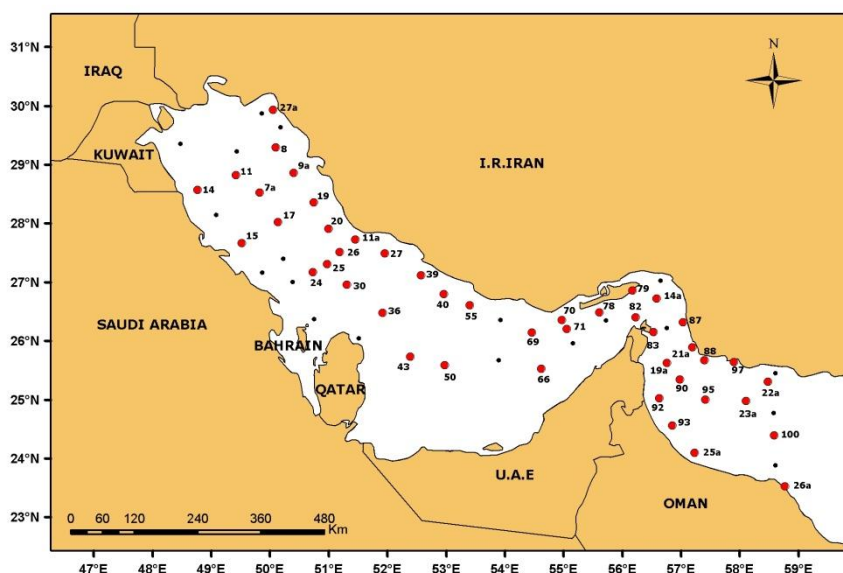 N
31°N
IRAQ
30°N
27a
KUWAIT
8
I.R.IRAN
29°N
9a
11
14
7a
19
28°N
17
20
15
11a
26
27
27°N
25
24
39
30
79
40
14a
SAUDI ARABIA
36
55
70
78
82
87
26°N
71
BAHRAIN
69
83
21a
88
43
19a
97
QATAR
50
66
90
95
22a
25°N
92
23a
93
100
24°N
25a
U.A.E
26a
OMAN
23°N
0 60 120 240 360 480
Km
47°E 48°E 49°E 50°E 51°E 52°E 53°E 54°E 55°E 56°E 57°E 58°E 59°E